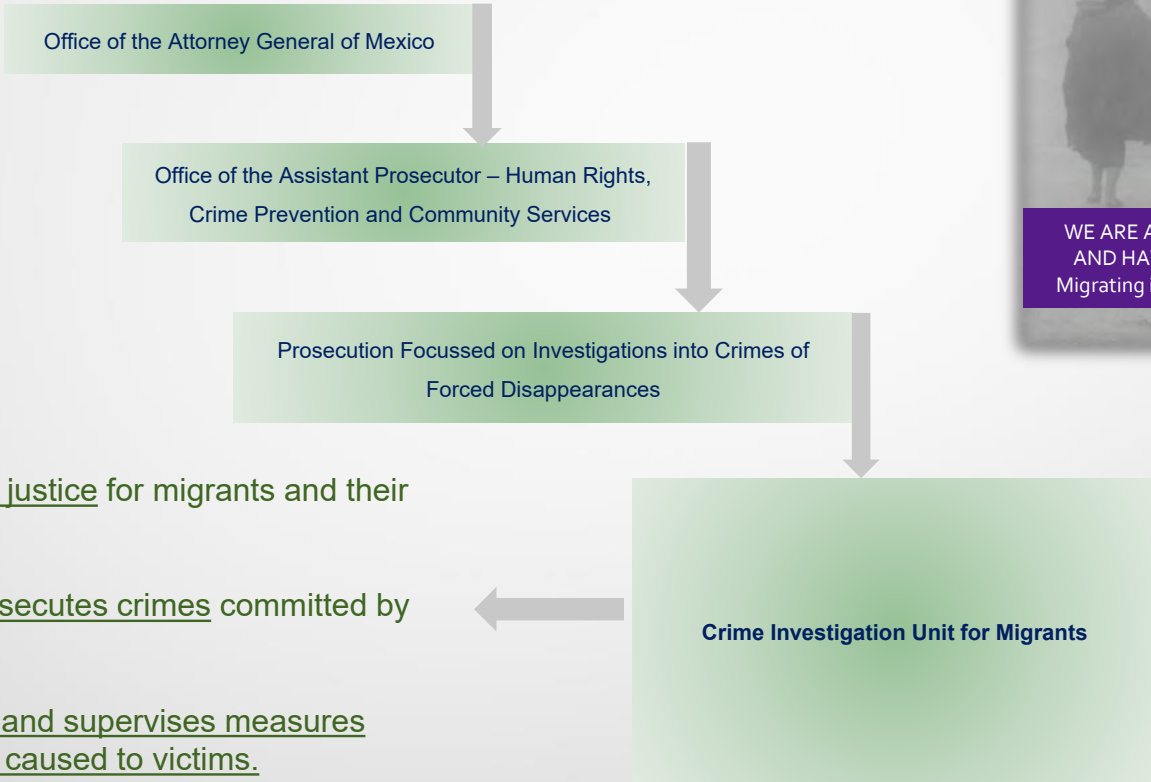 Office of the Attorney General of Mexico
Office of the Assistant Prosecutor – Human Rights,
Crime Prevention and Community Services
WE ARE
AND
Migrating
Prosecution Focussed on Investigations into Crimes of
Forced Disappearances
justice for migrants and their
crimes committed by
Crime Investigation Unit for Migrants
and supervises measures
caused to victims.